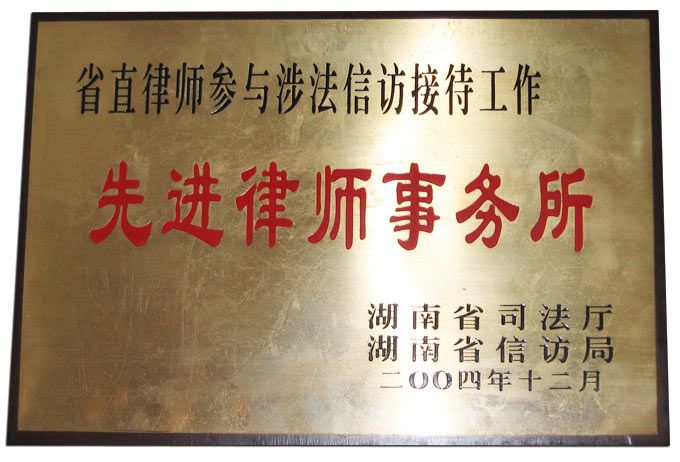 省直律师参与涉法信访接待工作
先进律师事务所
湖南省司法厅
湖南省信访局
二〇〇四年十二月